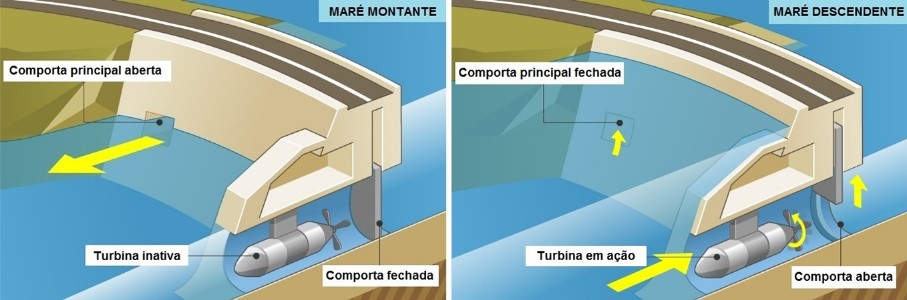 MARÉ MONTANTE
Comporta principal aberta
Turbina inativa
Comporta fechada
MARÉ DESCENDENTE
Comporta principal fechada
Turbina em ação
Comporta aberta